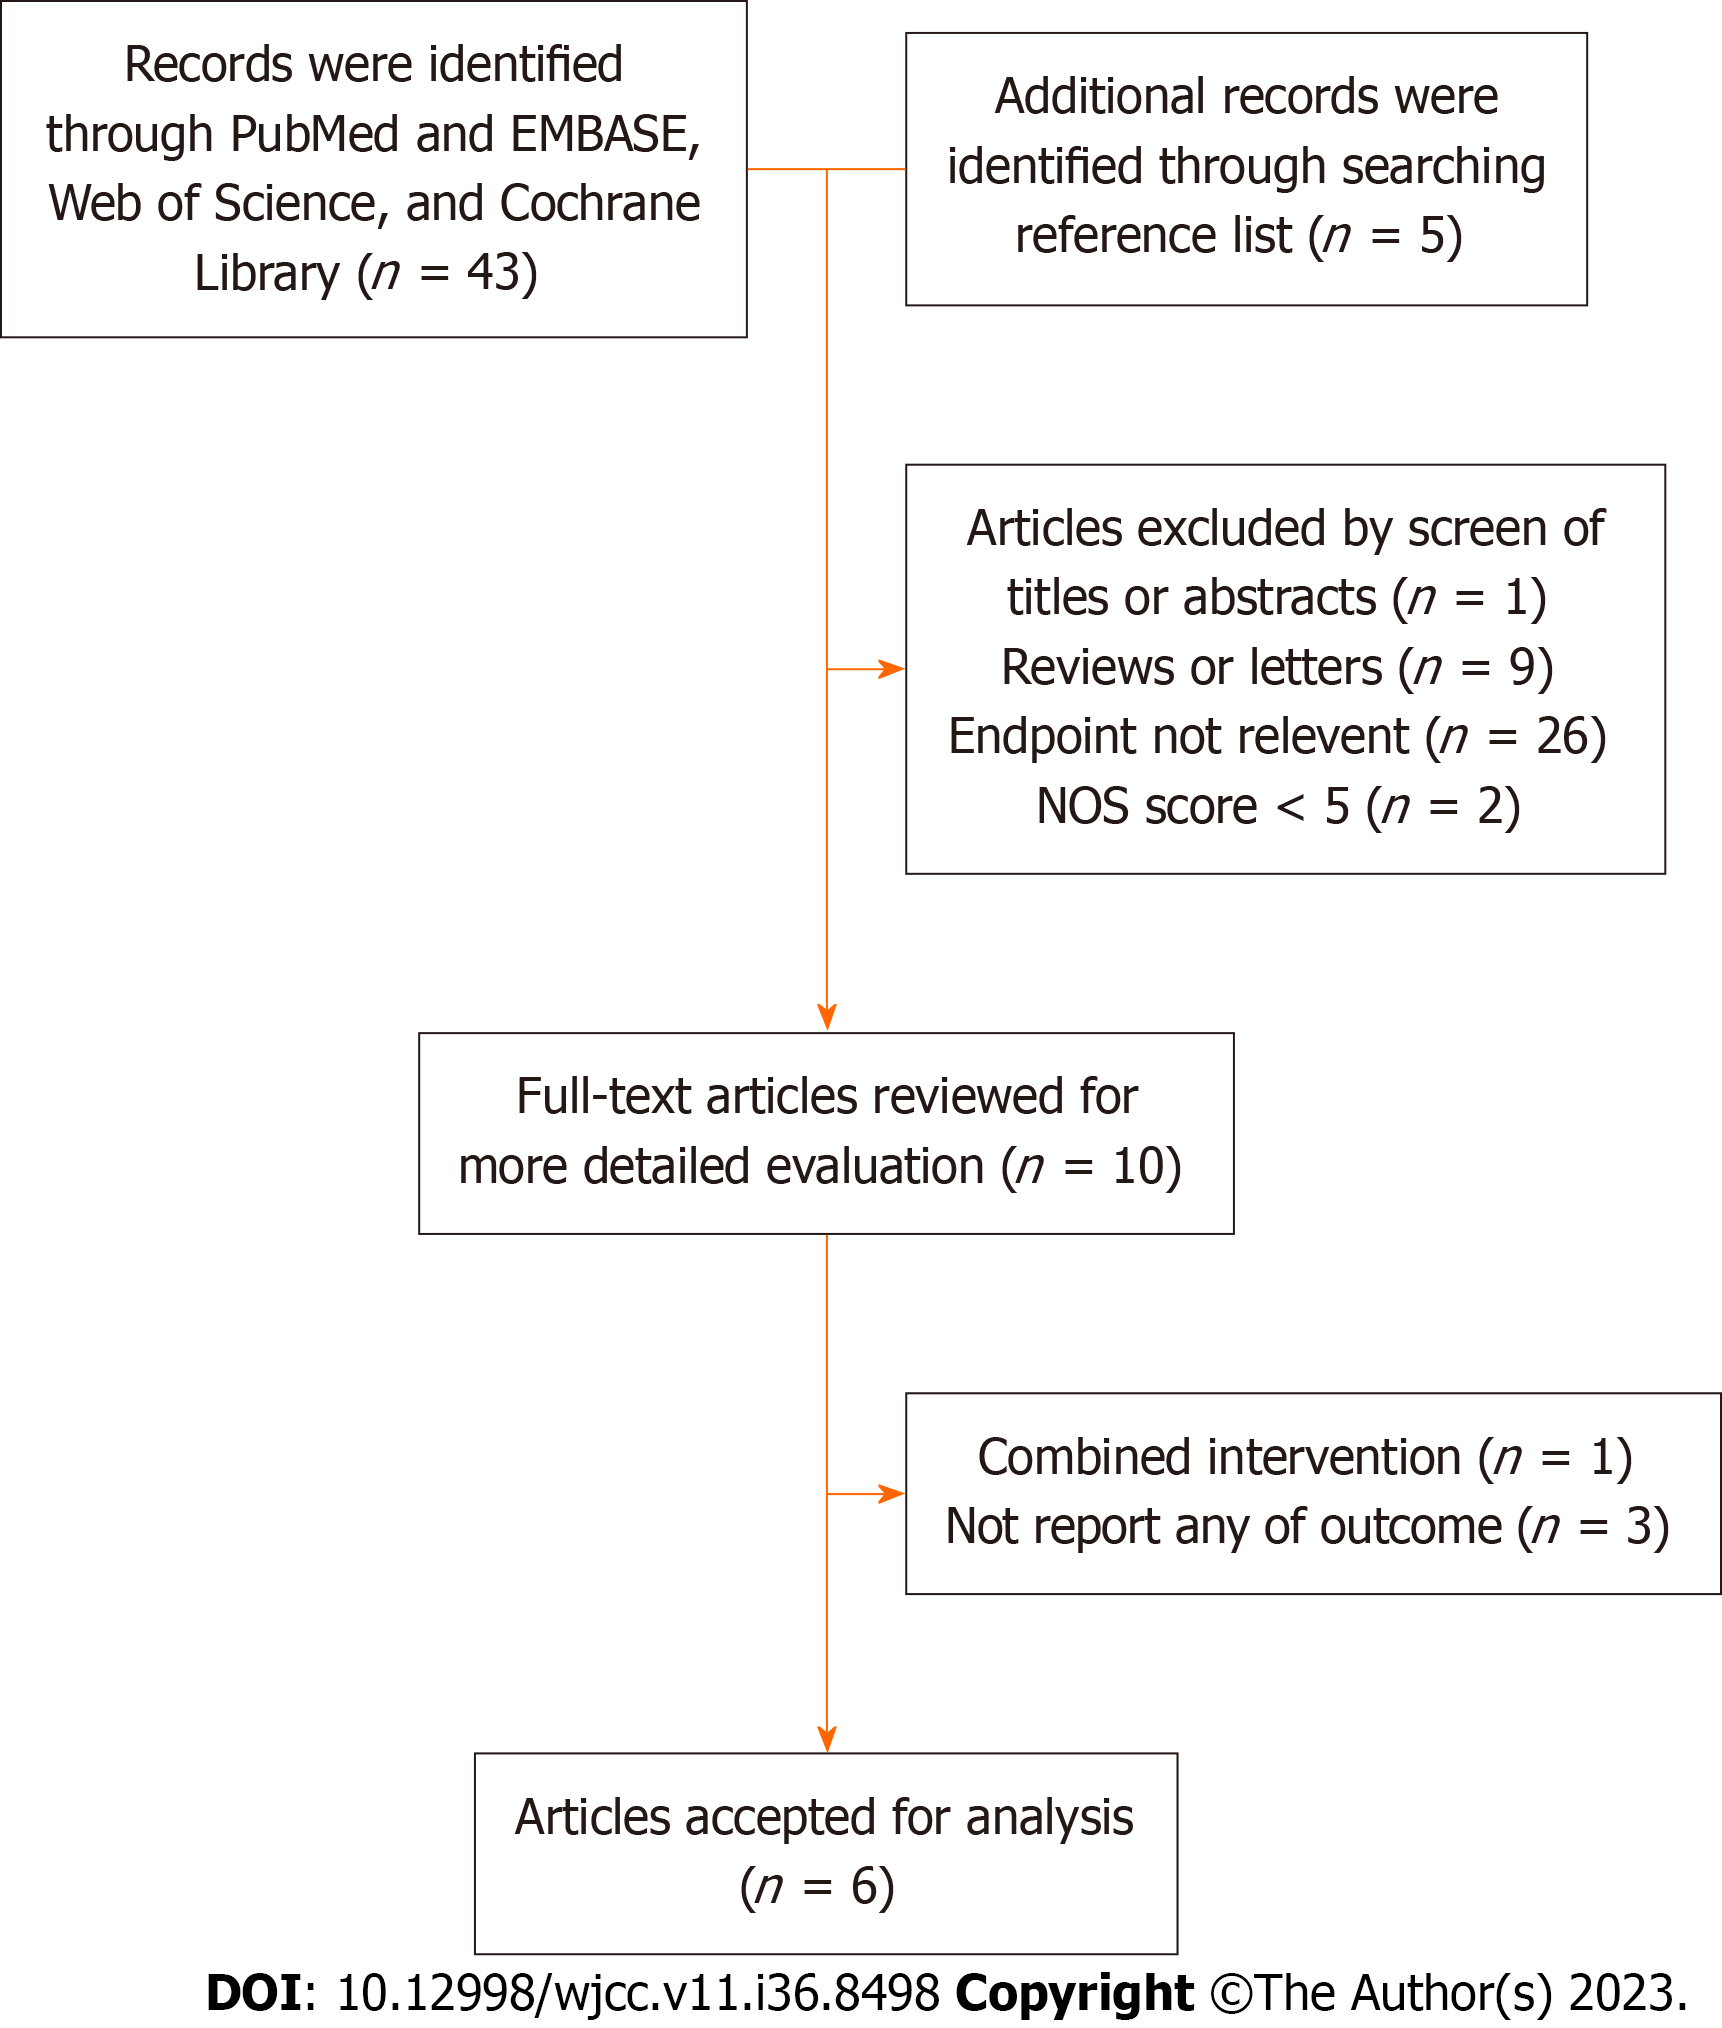 Records were identified
through PubMed and EMBASE,
Web of Science, and Cochrane
Library (n = 43)
Additional records were
identified through searching
reference list (n = 5)
Articles excluded by screen of
titles or abstracts (n = 1)
Reviews or letters (n = 9)
Endpoint not relevent (n = 26)
NOS score < 5 (n = 2)
Full-text articles reviewed for
more detailed evaluation (n = 10)
Combined intervention (n = 1)
Not report any of outcome (n = 3)
Articles accepted for analysis
(n = 6)
DOI: 10.12998/wjcc.v11.i36.8498 Copyright ©The Author(s) 2023.